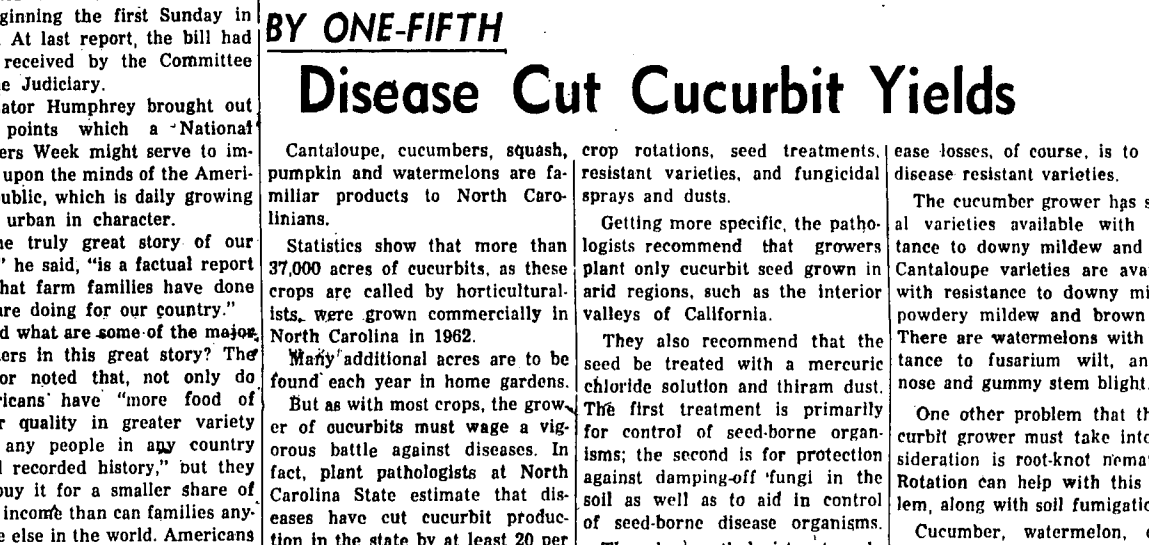 ginning the first Sunday in
At last report, the bill had
received by the Committee
e Judiciary.
ator Humphrey brought out
points which a National
ers Week might serve to im-
upon the minds of the Ameri-
ublic, which is daily growing
urban in character.
e truly great story of our
" he said, "is a factual report
hat farm families have done
are doing for our country."
d what are some of the major
ers in this great story? The
or noted that, not only do
icans have "more food of
r quality in greater variety
any people in any country
recorded history," but they
buy it for a smaller share of
income than can families any-
e else in the world. Americans
BY ONE-FIFTH
Disease Cut Cucurbit Yields
Cantaloupe, cucumbers, squash,
pumpkin and watermelons are fa-
miliar products to North Caro-
linians.
Statistics show that more than
37,000 acres of cucurbits, as these
crops are called by horticultural-
ists, were grown commercially in
North Carolina in 1962.
Many additional acres are to be
found each year in home gardens.
But as with most crops, the grow-
er of cucurbits must wage a vig-
orous battle against diseases. In
fact, plant pathologists at North
Carolina State estimate that dis-
eases have cut cucurbit produc-
tion in the state by at least 20 per
crop rotations, seed treatments,
resistant varieties, and fungicidal
sprays and dusts.
Getting more specific, the patho-
logists recommend that growers
plant only cucurbit seed grown in
arid regions, such as the interior
valleys of California.
They also recommend that the
seed be treated with a mercuric
chloride solution and thiram dust.
The first treatment is primarily
for control of seed-borne organ-
isms; the second is for protection
against damping-off fungi in the
soil as well as to aid in control
of seed-borne disease organisms.
ease losses, of course, is to
disease resistant varieties.
The cucumber grower has s
al varieties available with
tance to downy mildew and
Cantaloupe varieties are ava
with resistance to downy mi
powdery mildew and brown
There are watermelons with
tance to fusarium wilt, an
nose and gummy stem blight.
One other problem that th
curbit grower must take into
sideration is root-knot nema
Rotation can help with this
lem, along with soil fumigatio
Cucumber, watermelon,